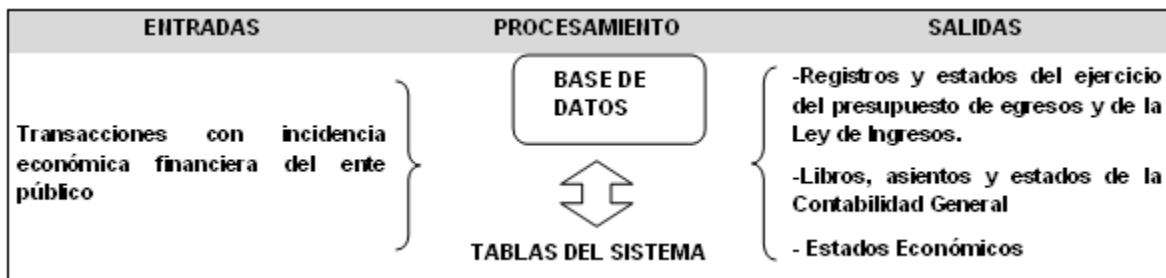 ENTRADAS
PROCESAMIENTO
SALIDAS
Transacciones con incidencia
económica financiera del ente
público
BASE DE
DATOS
TABLAS DEL SISTEMA
-Registros y estados del ejercicio
del presupuesto de egresos y de la
Ley de Ingresos.
-Libros, asientos y estados de la
Contabilidad General
- Estados Económicos